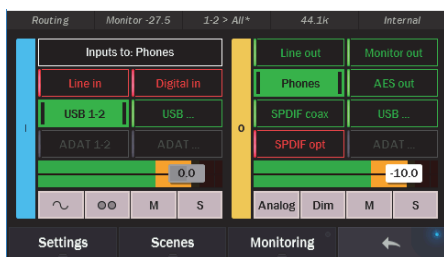 Routing Monitor -27.5 1-2 > All* 44.1k Internal
Inputs to: Phones
Line in Digital in
USB 1-2 USB ...
ADAT 1-2 ADAT ...
I
0.0
M S
O
Line out Monitor out
Phones AES out
SPDIF coax USB ...
SPDIF opt ADAT ...
-10.0
Analog Dim M S
Settings Scenes Monitoring